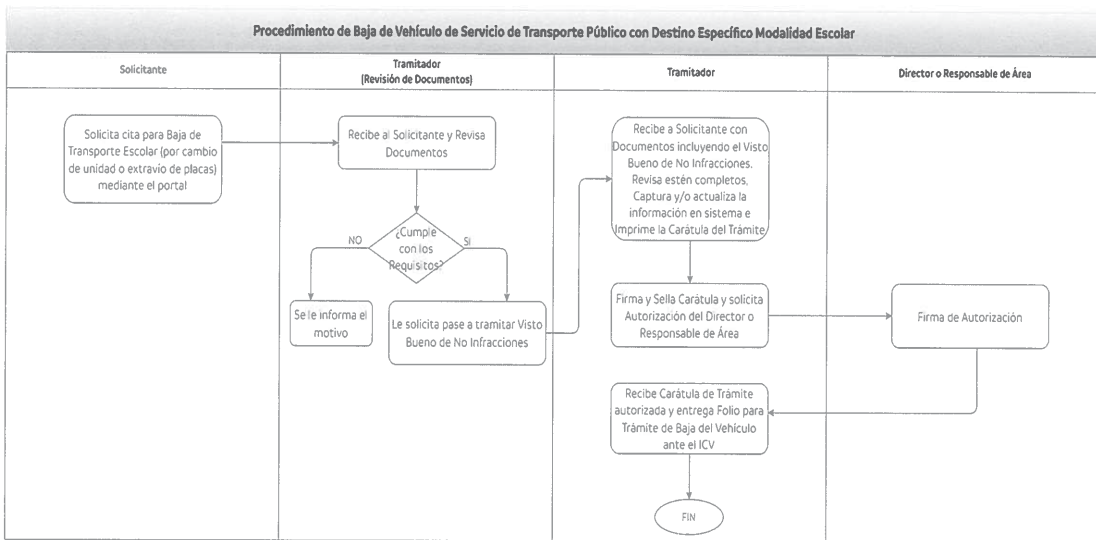 Procedimiento de Baja de Vehículo de Servicio de Transporte Público con Destino Específico Modalidad Escolar
Solicitante
Tramitador
(Revisión de Documentos)
Tramitador
Director o Responsable de Área
Solicita cita para Baja de
Transporte Escolar (por cambio
de unidad o extravío de placas)
mediante el portal
Recibe al Solicitante y Revisa
Documentos
¿Cumple
con los
Requisitos?
NO
SI
Se le informa el
motivo
Le solicita pase a tramitar Visto
Bueno de No Infracciones
Recibe a Solicitante con
Documentos incluyendo el Visto
Bueno de No Infracciones.
Revisa estén completos,
Captura y/o actualiza la
información en sistema e
Imprime la Carátula del Trámite
Firma y Sella Carátula y solicita
Autorización del Director o
Responsable de Área
Firma de Autorización
Recibe Carátula de Trámite
autorizada y entrega Folio para
Trámite de Baja del Vehículo
ante el ICV
FIN